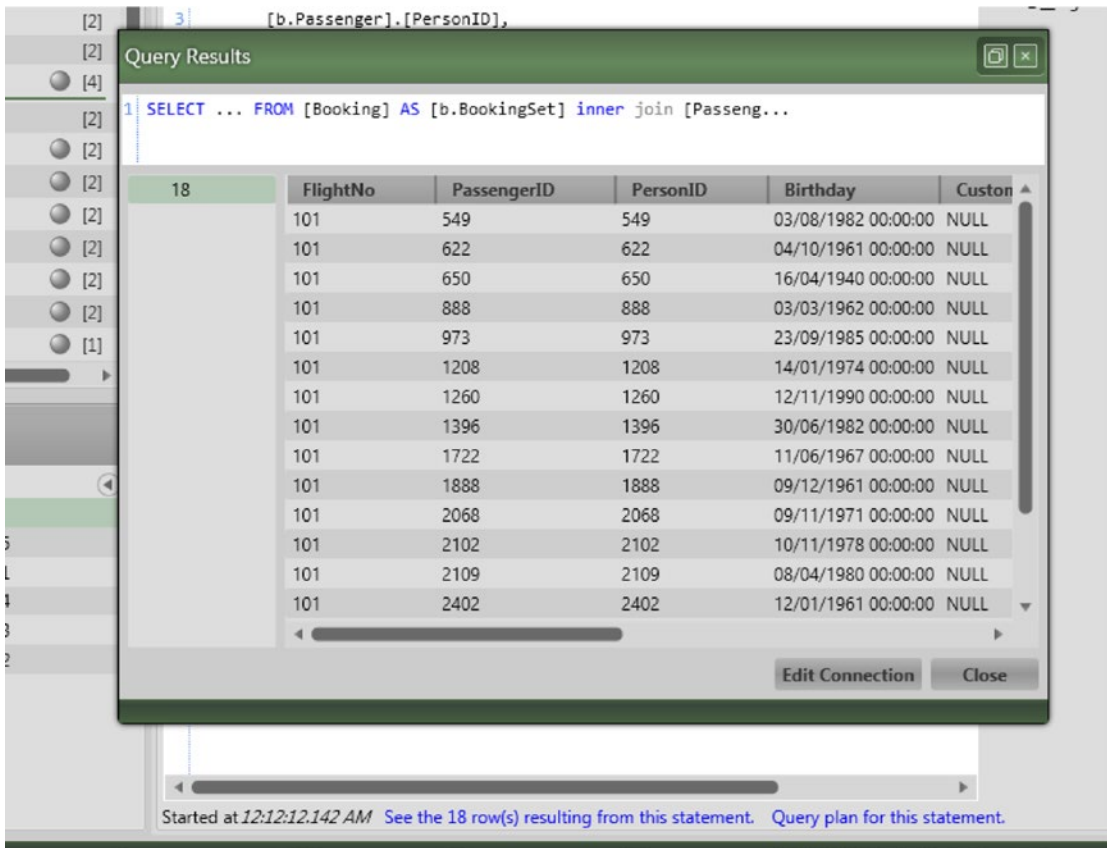 [2]
3 [b.Passenger].[PersonID],
[2]
Query Results
[4]
1 SELECT ... FROM [Booking] AS [b.BookingSet] inner join [Passeng...
[2]
[2]
[2]
[2]
[2]
[2]
[2]
[1]
18
FlightNo PassengerID PersonID Birthday Custom
101 549 549 03/08/1982 00:00:00 NULL
101 622 622 04/10/1961 00:00:00 NULL
101 650 650 16/04/1940 00:00:00 NULL
101 888 888 03/03/1962 00:00:00 NULL
101 973 973 23/09/1985 00:00:00 NULL
101 1208 1208 14/01/1974 00:00:00 NULL
101 1260 1260 12/11/1990 00:00:00 NULL
101 1396 1396 30/06/1982 00:00:00 NULL
101 1722 1722 11/06/1967 00:00:00 NULL
101 1888 1888 09/12/1961 00:00:00 NULL
101 2068 2068 09/11/1971 00:00:00 NULL
101 2102 2102 10/11/1978 00:00:00 NULL
101 2109 2109 08/04/1980 00:00:00 NULL
101 2402 2402 12/01/1961 00:00:00 NULL
Edit Connection Close
Started at 12:12:12.142 AM See the 18 row(s) resulting from this statement. Query plan for this statement.